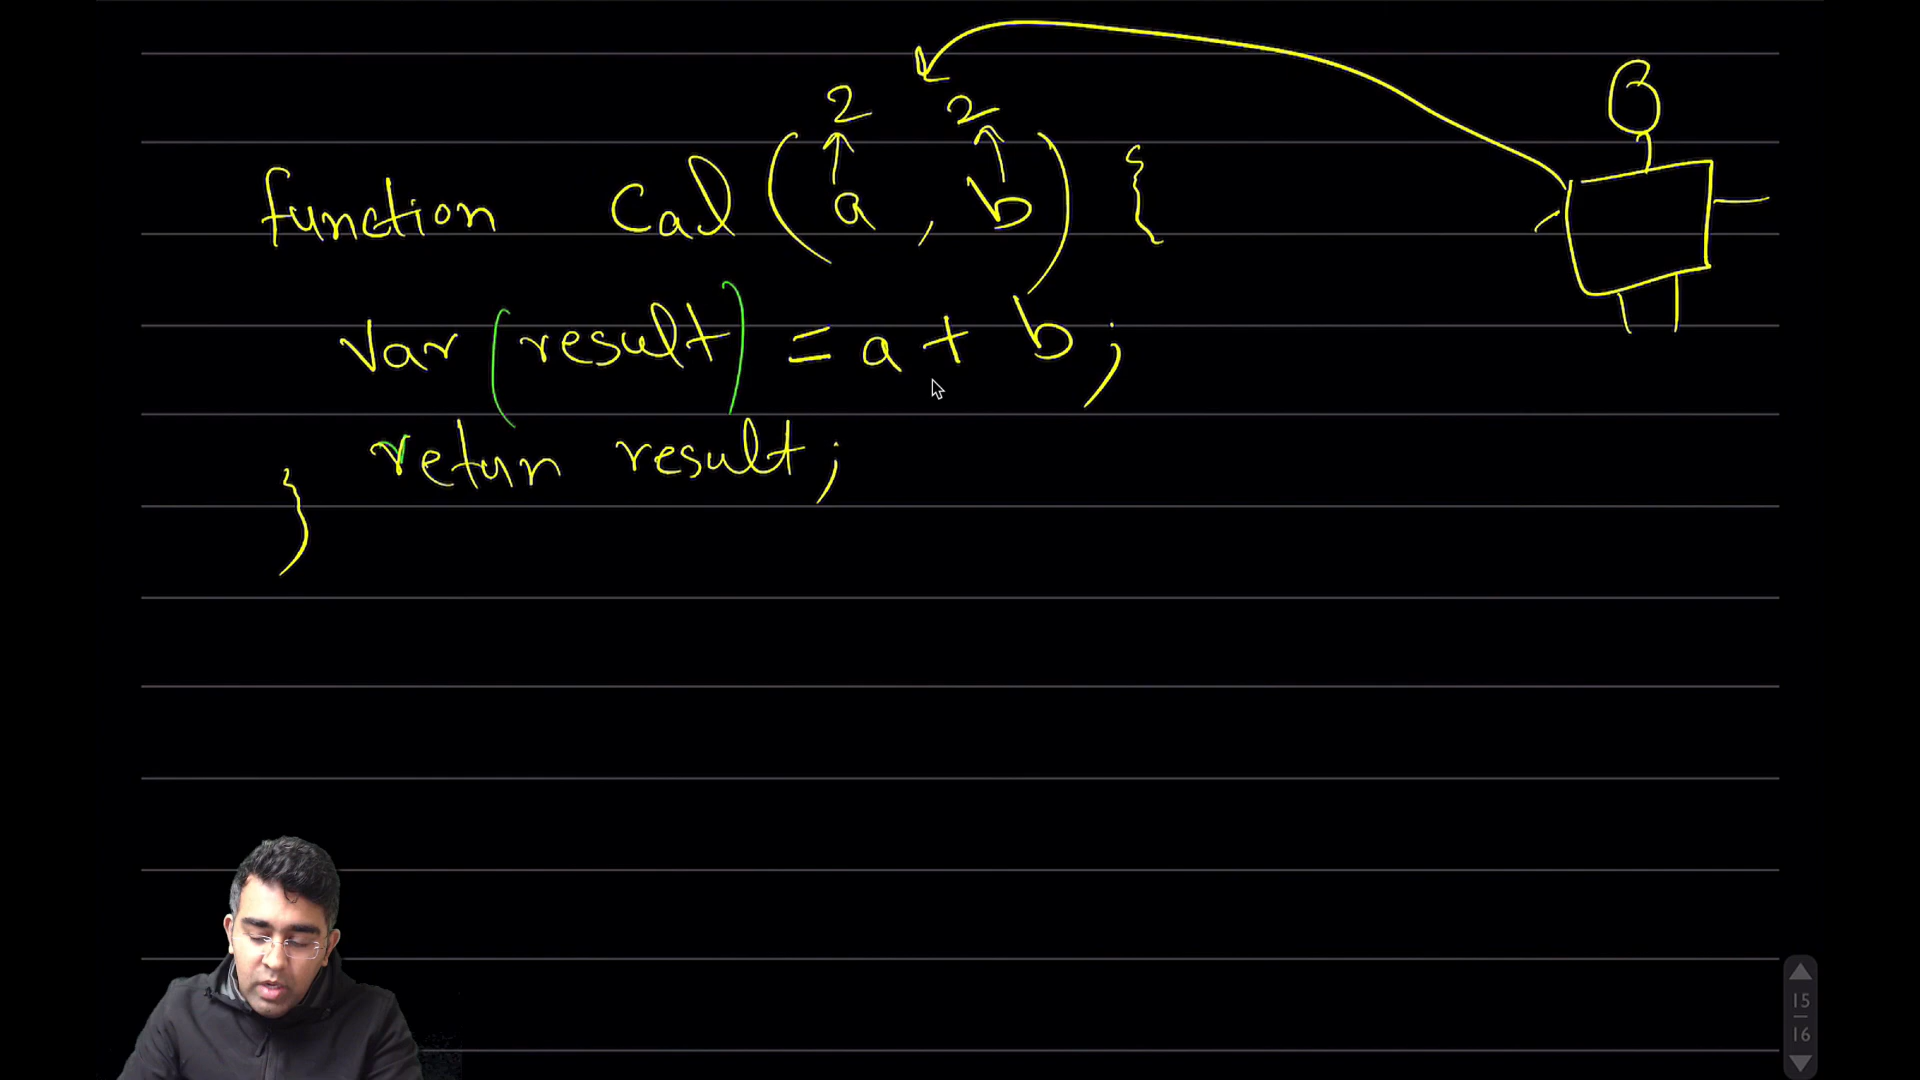 2 2
function Cal ( a , b ) {
var (result) = a + b ;
return result ;
}
15
16